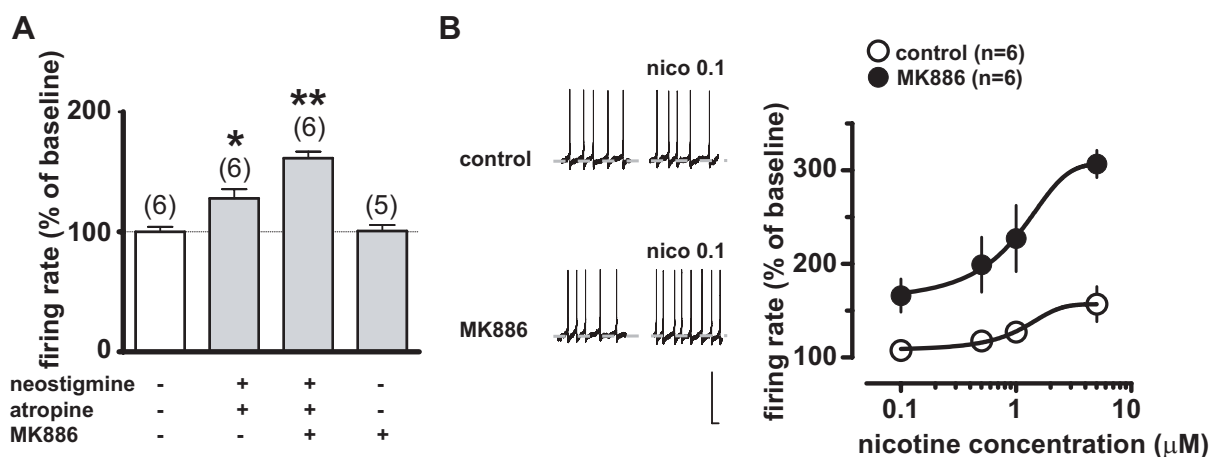 A
firing rate (% of baseline)
200
100
0
(6)
*
(6)
**
(6)
(5)
neostigmine - + + -
atropine - + + -
MK886 - - + +
B
nico 0.1
control
nico 0.1
MK886
control (n=6)
MK886 (n=6)
firing rate (% of baseline)
300
200
100
0.1 1 10
nicotine concentration (μM)